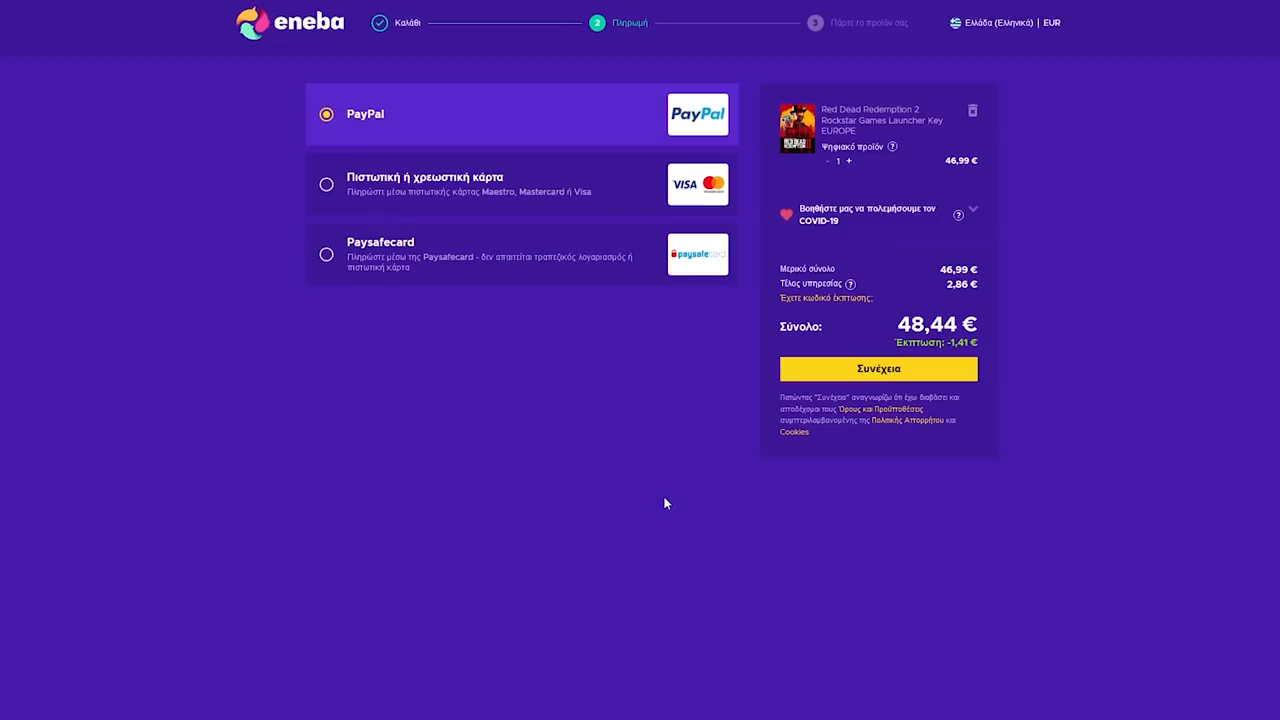 eneba
Καλάθι
2 Πληρωμή
3 Πάρτε το προϊόν σας
Ελλάδα (Ελληνικά) | EUR
PayPal
PayPal
Πιστωτική ή χρεωστική κάρτα
Πληρώστε μέσω πιστωτικής κάρτας Maestro, Mastercard ή Visa
VISA
Paysafecard
Πληρώστε μέσω της Paysafecard - δεν απαιτείται τραπεζικός λογαριασμός ή
πιστωτική κάρτα
paysafecard
Red Dead Redemption 2
Rockstar Games Launcher Key
EUROPE
Ψηφιακό προϊόν ?
- 1 +
46,99 €
Βοηθήστε μας να πολεμήσουμε τον
COVID-19 ?
Μερικό σύνολο 46,99 €
Τέλος υπηρεσίας ? 2,86 €
Έχετε κωδικό έκπτωσης;
Σύνολο: 48,44 €
Έκπτωση: -1,41 €
Συνέχεια
Πατώντας "Συνέχεια" αναγνωρίζω ότι έχω διαβάσει και
αποδέχομαι τους Όρους και Προϋποθέσεις
συμπεριλαμβανομένης της Πολιτικής Απορρήτου και
Cookies